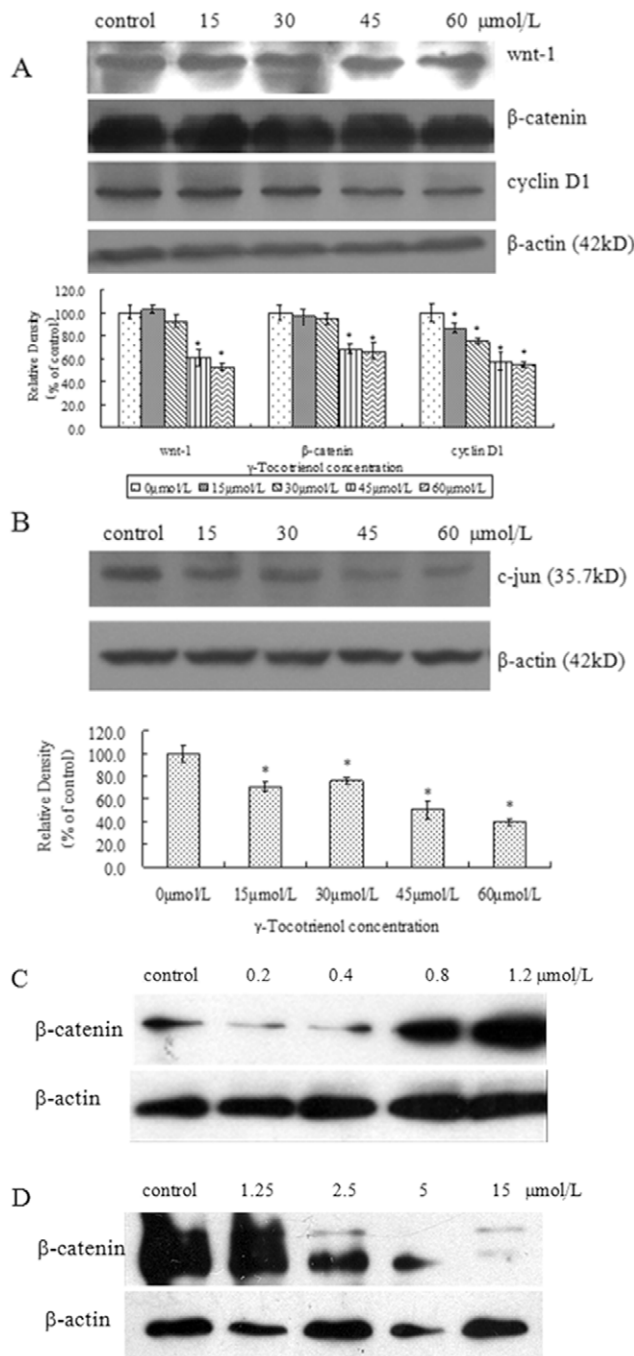 control 15 30 45 60 μmol/L
A
wnt-1
β-catenin
cyclin D1
β-actin (42kD)
120.0
100.0
80.0
60.0
40.0
20.0
0.0
Relative Density
(% of control)
* * * * * * * *
wnt-1 β-catenin cyclin D1
γ-Tocotrienol concentration
0μmol/L 15μmol/L 30μmol/L 45μmol/L 60μmol/L
B
control 15 30 45 60 μmol/L
c-jun (35.7kD)
β-actin (42kD)
120.0
100.0
80.0
60.0
40.0
20.0
0.0
Relative Density
(% of control)
* * * *
0μmol/L 15μmol/L 30μmol/L 45μmol/L 60μmol/L
γ-Tocotrienol concentration
C
control 0.2 0.4 0.8 1.2 μmol/L
β-catenin
β-actin
D
control 1.25 2.5 5 15 μmol/L
β-catenin
β-actin